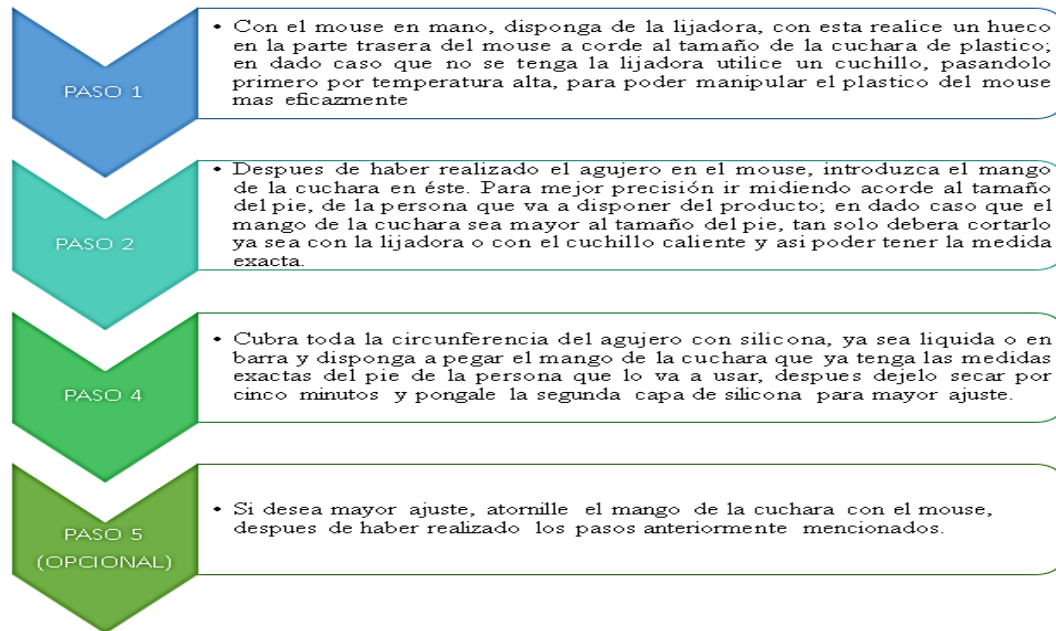 PASO 1
• Con el mouse en mano, disponga de la lijadora, con esta realice un hueco
en la parte trasera del mouse a corde al tamaño de la cuchara de plastico;
en dado caso que no se tenga la lijadora utilice un cuchillo, pasandolo
primero por temperatura alta, para poder manipular el plastico del mouse
mas eficazmente
PASO 2
• Despues de haber realizado el agujero en el mouse, introduzca el mango
de la cuchara en éste. Para mejor precisión ir midiendo acorde al tamaño
del pie, de la persona que va a disponer del producto; en dado caso que el
mango de la cuchara sea mayor al tamaño del pie, tan solo debera cortarlo
ya sea con la lijadora o con el cuchillo caliente y asi poder tener la medida
exacta.
PASO 4
• Cubra toda la circunferencia del agujero con silicona, ya sea liquida o en
barra y disponga a pegar el mango de la cuchara que ya tenga las medidas
exactas del pie de la persona que lo va a usar, despues dejelo secar por
cinco minutos y pongale la segunda capa de silicona para mayor ajuste.
PASO 5
(OPCIONAL)
• Si desea mayor ajuste, atornille el mango de la cuchara con el mouse,
despues de haber realizado los pasos anteriormente mencionados.